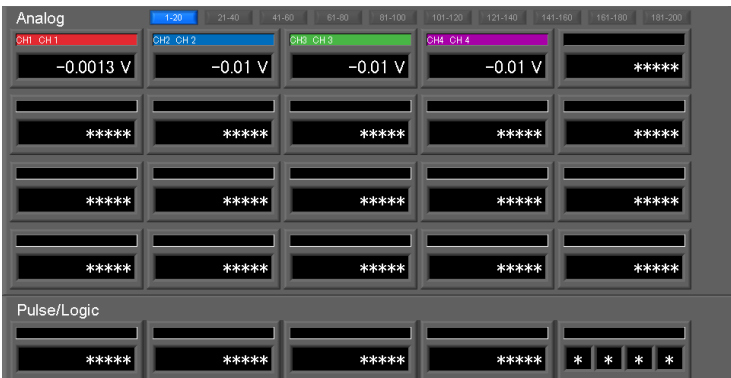 Analog 1-20 21-40 41-60 61-80 81-100 101-120 121-140 141-160 161-180 181-200
CH1 CH 1 CH2 CH 2 CH3 CH 3 CH4 CH 4
-0.0013 V -0.01 V -0.01 V -0.01 V *****
***** ***** ***** ***** *****
***** ***** ***** ***** *****
***** ***** ***** ***** *****
Pulse/Logic
***** ***** ***** ***** * * * *